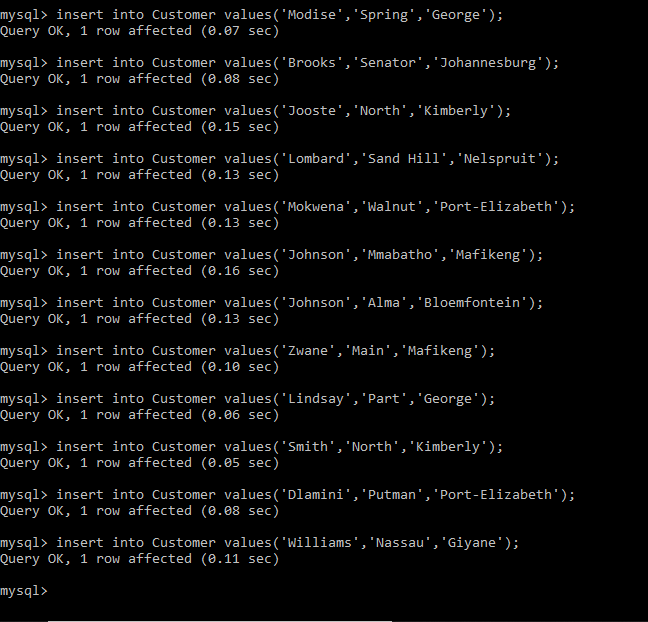 mysql> insert into Customer values('Modise','Spring','George');
Query OK, 1 row affected (0.07 sec)
mysql> insert into Customer values('Brooks','Senator','Johannesburg');
Query OK, 1 row affected (0.08 sec)
mysql> insert into Customer values('Jooste','North','Kimberly');
Query OK, 1 row affected (0.15 sec)
mysql> insert into Customer values('Lombard','Sand Hill','Nelspruit');
Query OK, 1 row affected (0.13 sec)
mysql> insert into Customer values('Mokwena','Walnut','Port-Elizabeth');
Query OK, 1 row affected (0.13 sec)
mysql> insert into Customer values('Johnson','Mmabatho','Mafikeng');
Query OK, 1 row affected (0.16 sec)
mysql> insert into Customer values('Johnson','Alma','Bloemfontein');
Query OK, 1 row affected (0.13 sec)
mysql> insert into Customer values('Zwane','Main','Mafikeng');
Query OK, 1 row affected (0.10 sec)
mysql> insert into Customer values('Lindsay','Part','George');
Query OK, 1 row affected (0.06 sec)
mysql> insert into Customer values('Smith','North','Kimberly');
Query OK, 1 row affected (0.05 sec)
mysql> insert into Customer values('Dlamini','Putman','Port-Elizabeth');
Query OK, 1 row affected (0.08 sec)
mysql> insert into Customer values('Williams','Nassau','Giyane');
Query OK, 1 row affected (0.11 sec)
mysql>